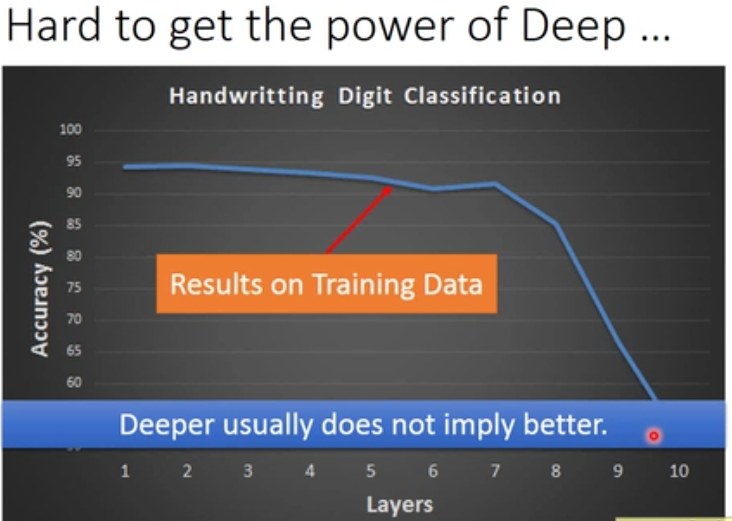 Hard to get the power of Deep ...
Handwritting Digit Classification
100
95
90
85
80
75
70
65
60
Accuracy (%)
Results on Training Data
Deeper usually does not imply better.
1 2 3 4 5 6 7 8 9 10
Layers